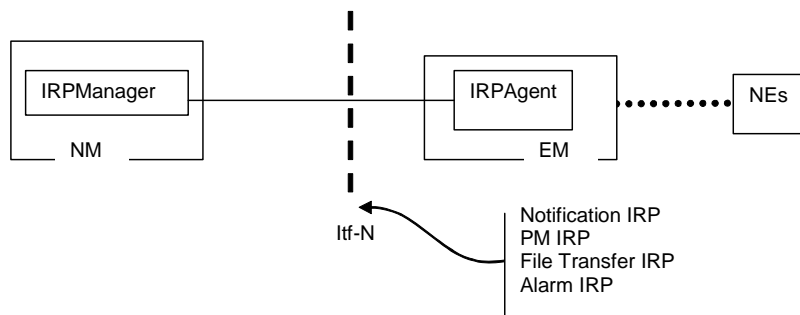 IRPManager
IRPAgent
NEs
NM
EM
Itf-N
Notification IRP
PM IRP
File Transfer IRP
Alarm IRP